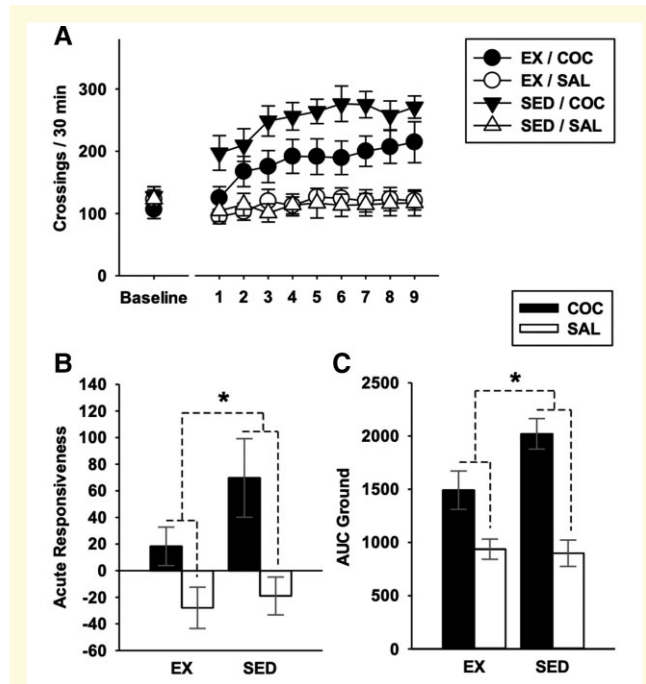 A
Crossings / 30 min
300
200
100
0
Baseline
1 2 3 4 5 6 7 8 9
EX / COC
EX / SAL
SED / COC
SED / SAL
COC
SAL
B
Acute Responsiveness
140
120
100
80
60
40
20
0
-20
-40
-60
*
EX SED
C
AUC Ground
2500
2000
1500
1000
500
0
*
EX SED